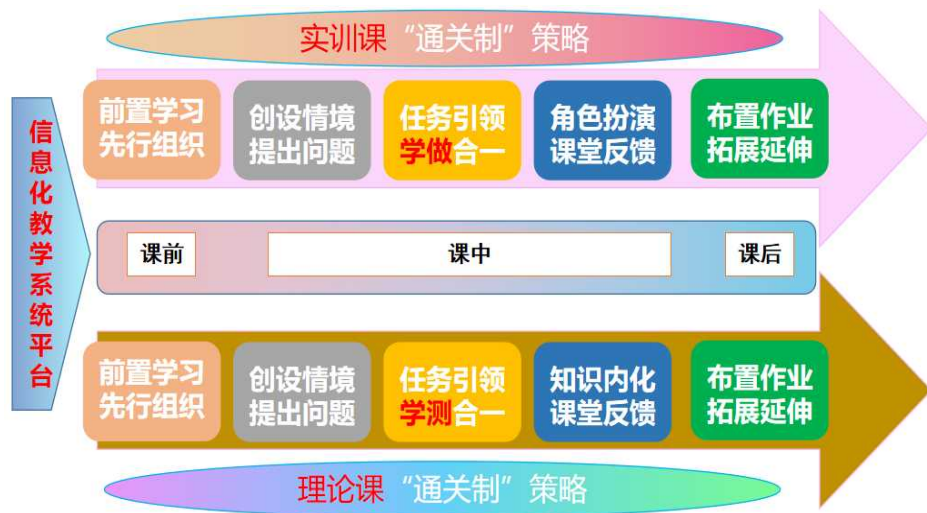 实训课“通关制”策略
前置学习
先行组织
创设情境
提出问题
任务引领
学做合一
角色扮演
课堂反馈
布置作业
拓展延伸
信息化教学系统平台
课前
课中
课后
前置学习
先行组织
创设情境
提出问题
任务引领
学测合一
知识内化
课堂反馈
布置作业
拓展延伸
理论课“通关制”策略